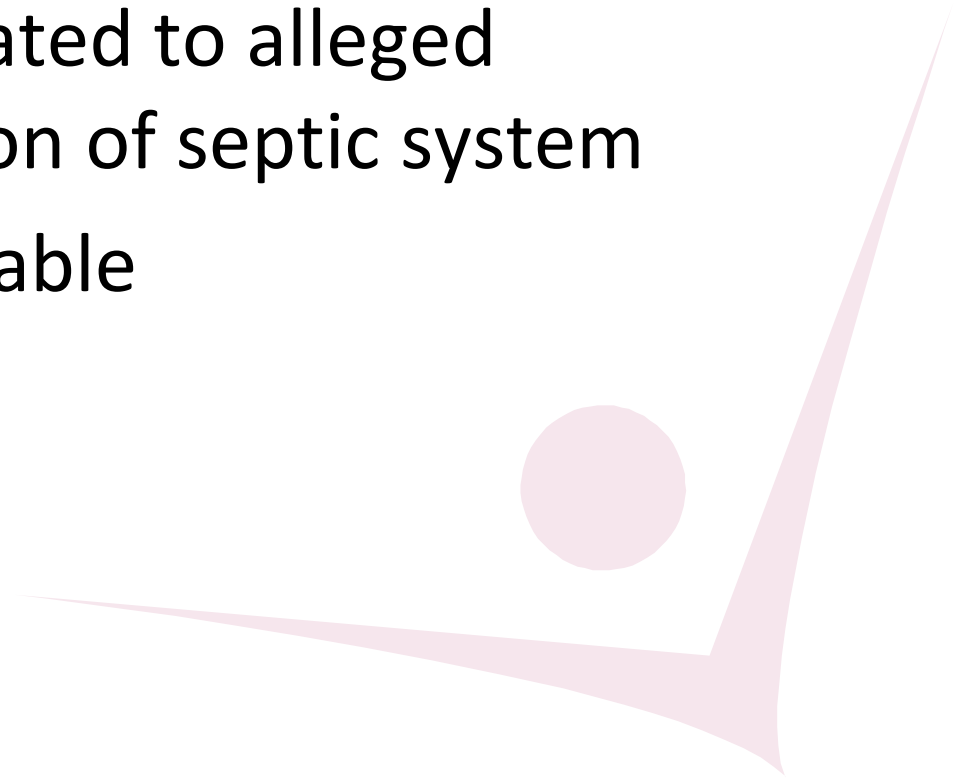 ated to alleged
on of septic system
able